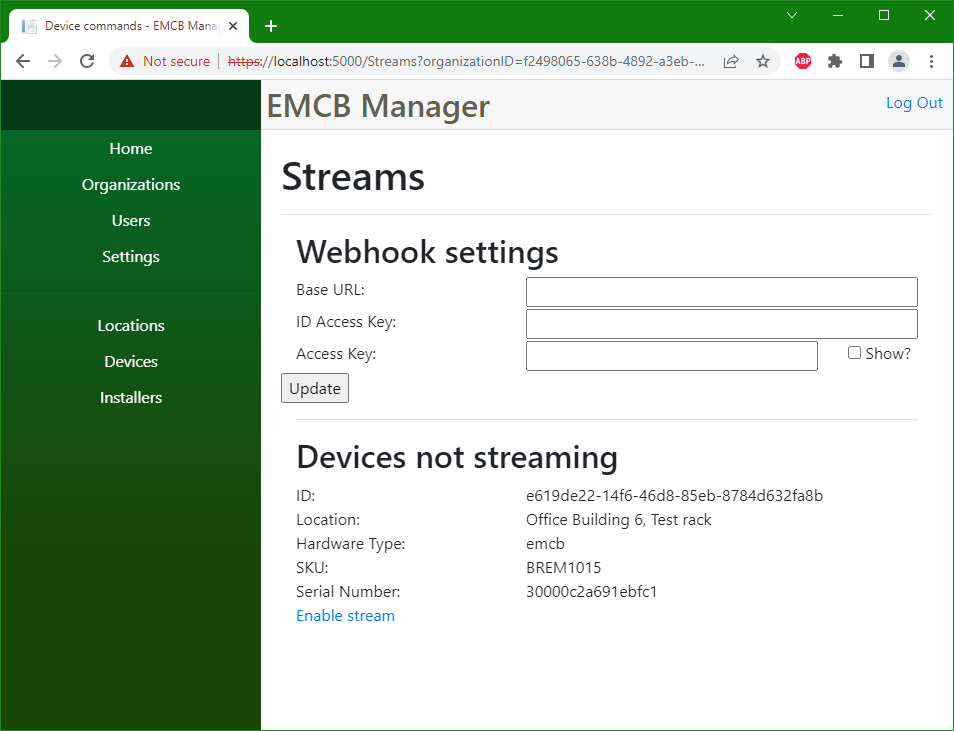 Device commands - EMCB Mana
Not secure
https://localhost:5000/Streams?organizationID=f2498065-638b-4892-a3eb-...
ABP
EMCB Manager
Log Out
Home
Organizations
Users
Settings
Locations
Devices
Installers
Streams
Webhook settings
Base URL:
ID Access Key:
Access Key:
Show?
Update
Devices not streaming
ID: e619de22-14f6-46d8-85eb-8784d632fa8b
Location: Office Building 6, Test rack
Hardware Type: emcb
SKU: BREM1015
Serial Number: 30000c2a691ebfc1
Enable stream